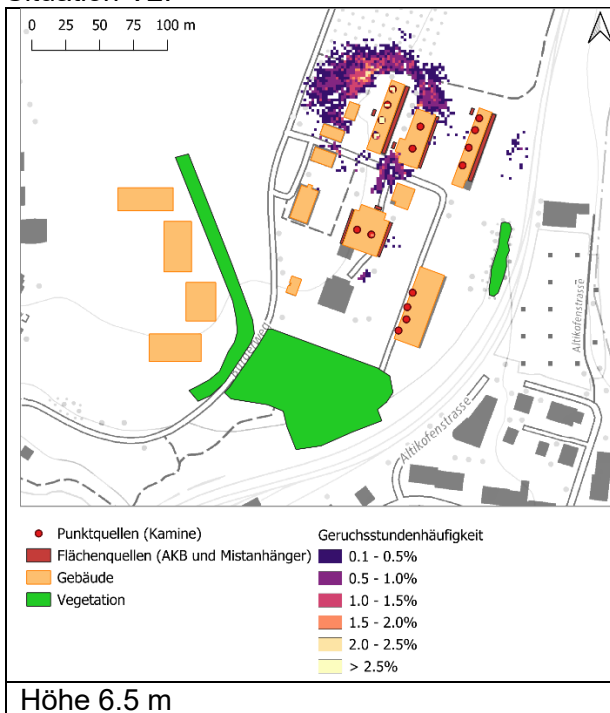 0 25 50 75 100 m
Altikofenstrasse
Altikofenstrasse
Punktquellen (Kamine)
Flächenquellen (AKB und Mistanhänger)
Gebäude
Vegetation
Geruchsstundenhäufigkeit
0.1 - 0.5%
0.5 - 1.0%
1.0 - 1.5%
1.5 - 2.0%
2.0 - 2.5%
> 2.5%
Höhe 6.5 m